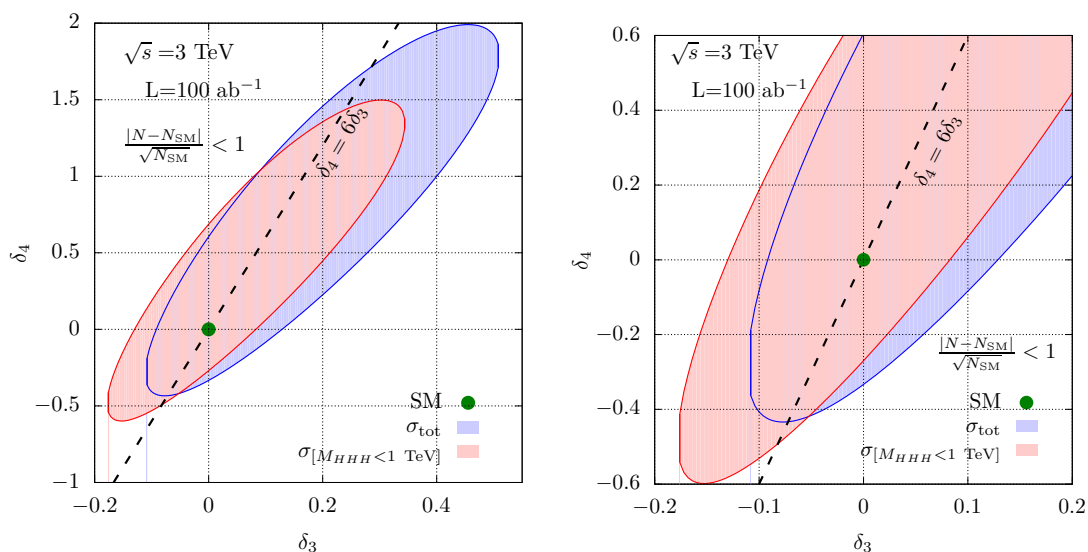 2
1.5
1
0.5
0
−0.5
−1
−0.2
0
0.2
0.4
δ₄
δ₃
√s =3 TeV
L=100 ab⁻¹
|N−N_SM|/√N_SM < 1
δ₄ = 6δ₃
SM
σ_tot
σ_[M_HHH<1 TeV]
0.6
0.4
0.2
0
−0.2
−0.4
−0.6
−0.2
−0.1
0
0.1
0.2
δ₄
δ₃
√s =3 TeV
L=100 ab⁻¹
δ₄ = 6δ₃
|N−N_SM|/√N_SM < 1
SM
σ_tot
σ_[M_HHH<1 TeV]